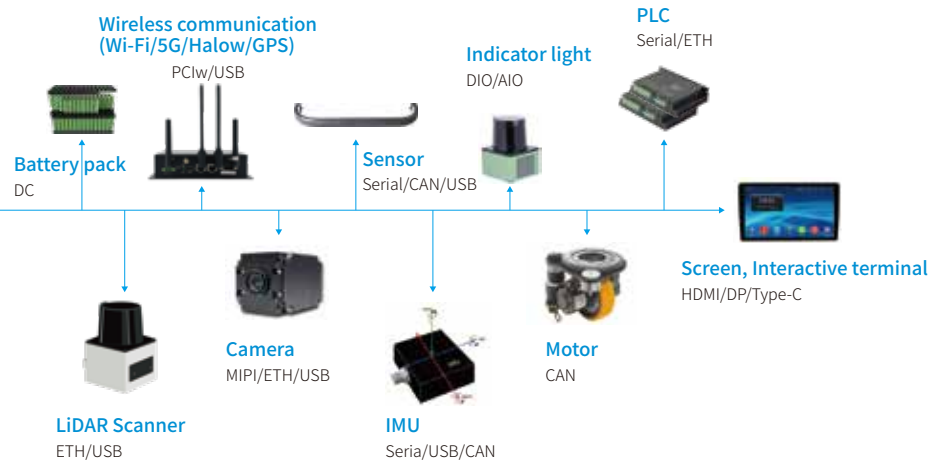 Wireless communication
(Wi-Fi/5G/Halow/GPS)
PCIw/USB
PLC
Serial/ETH
Indicator light
DIO/AIO
Battery pack
DC
Sensor
Serial/CAN/USB
Screen, Interactive terminal
HDMI/DP/Type-C
Camera
MIPI/ETH/USB
Motor
CAN
LiDAR Scanner
ETH/USB
IMU
Seria/USB/CAN